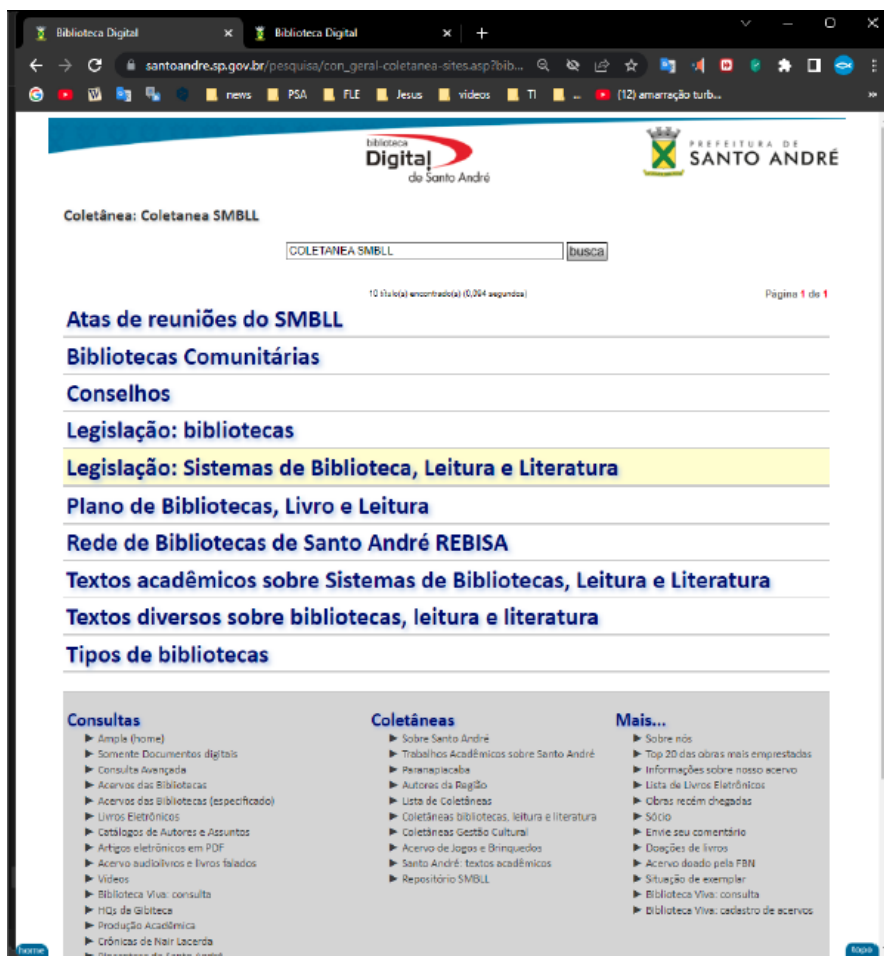 Biblioteca Digital
Biblioteca Digital
santoandre.sp.gov.br/pesquisa/con_geral-coletanea-sites.asp?bib...
news PSA FLE Jesus videos TI (12) amarração turb...
biblioteca
Digital
de Santo André
PREFEITURA DE
SANTO ANDRÉ
Coletânea: Coletanea SMBLL
COLETANEA SMBLL busca
10 título(s) encontrado(s) (0,094 segundos) Página 1 de 1
Atas de reuniões do SMBLL
Bibliotecas Comunitárias
Conselhos
Legislação: bibliotecas
Legislação: Sistemas de Biblioteca, Leitura e Literatura
Plano de Bibliotecas, Livro e Leitura
Rede de Bibliotecas de Santo André REBISA
Textos acadêmicos sobre Sistemas de Bibliotecas, Leitura e Literatura
Textos diversos sobre bibliotecas, leitura e literatura
Tipos de bibliotecas
Consultas
Ampla (home)
Somente Documentos digitais
Consulta Avançada
Acervos das Bibliotecas
Acervos das Bibliotecas (especificado)
Livros Eletrônicos
Catálogos de Autores e Assuntos
Artigos eletrônicos em PDF
Acervo audiolivros e livros falados
Videos
Biblioteca Viva: consulta
HQs da Gibiteca
Produção Acadêmica
Crônicas de Nair Lacerda
Coletâneas
Sobre Santo André
Trabalhos Acadêmicos sobre Santo André
Paranapiacaba
Autores da Região
Lista de Coletâneas
Coletâneas bibliotecas, leitura e literatura
Coletâneas Gestão Cultural
Acervo de Jogos e Brinquedos
Santo André: textos acadêmicos
Repositório SMBLL
Mais...
Sobre nós
Top 20 das obras mais emprestadas
Informações sobre nosso acervo
Lista de Livros Eletrônicos
Obras recém chegadas
Sócio
Envie seu comentário
Doações de livros
Acervo doado pela FBN
Situação de exemplar
Biblioteca Viva: consulta
Biblioteca Viva: cadastro de acervos
home
topo